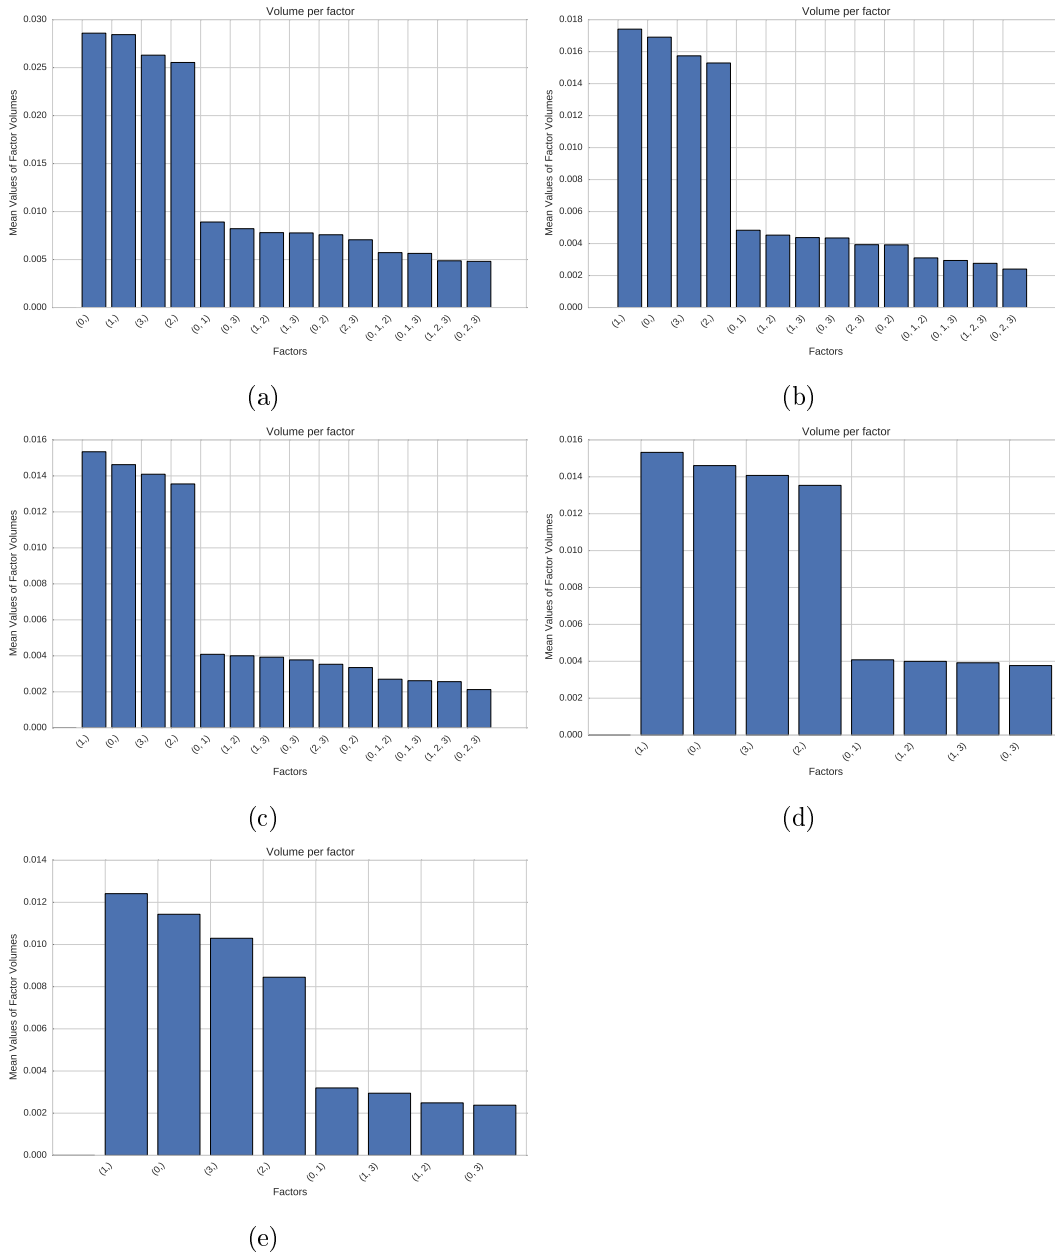 Volume per factor
Mean Values of Factor Volumes
0.030
0.025
0.020
0.015
0.010
0.005
0.000
(0,) (1,) (3,) (2,) (0, 1) (0, 3) (1, 2) (1, 3) (0, 2) (2, 3) (0, 1, 2) (0, 1, 3) (1, 2, 3) (0, 2, 3)
Factors
(a)
Volume per factor
Mean Values of Factor Volumes
0.018
0.016
0.014
0.012
0.010
0.008
0.006
0.004
0.002
0.000
(1,) (0,) (3,) (2,) (0, 1) (1, 2) (1, 3) (0, 3) (2, 3) (0, 2) (0, 1, 2) (0, 1, 3) (1, 2, 3) (0, 2, 3)
Factors
(b)
Volume per factor
Mean Values of Factor Volumes
0.016
0.014
0.012
0.010
0.008
0.006
0.004
0.002
0.000
(1,) (0,) (3,) (2,) (0, 1) (1, 2) (1, 3) (0, 3) (2, 3) (0, 2) (0, 1, 2) (0, 1, 3) (1, 2, 3) (0, 2, 3)
Factors
(c)
Volume per factor
Mean Values of Factor Volumes
0.016
0.014
0.012
0.010
0.008
0.006
0.004
0.002
0.000
(1,) (0,) (3,) (2,) (0, 1) (1, 2) (1, 3) (0, 3)
Factors
(d)
Volume per factor
Mean Values of Factor Volumes
0.014
0.012
0.010
0.008
0.006
0.004
0.002
0.000
(1,) (0,) (3,) (2,) (0, 1) (1, 3) (1, 2) (0, 3)
Factors
(e)